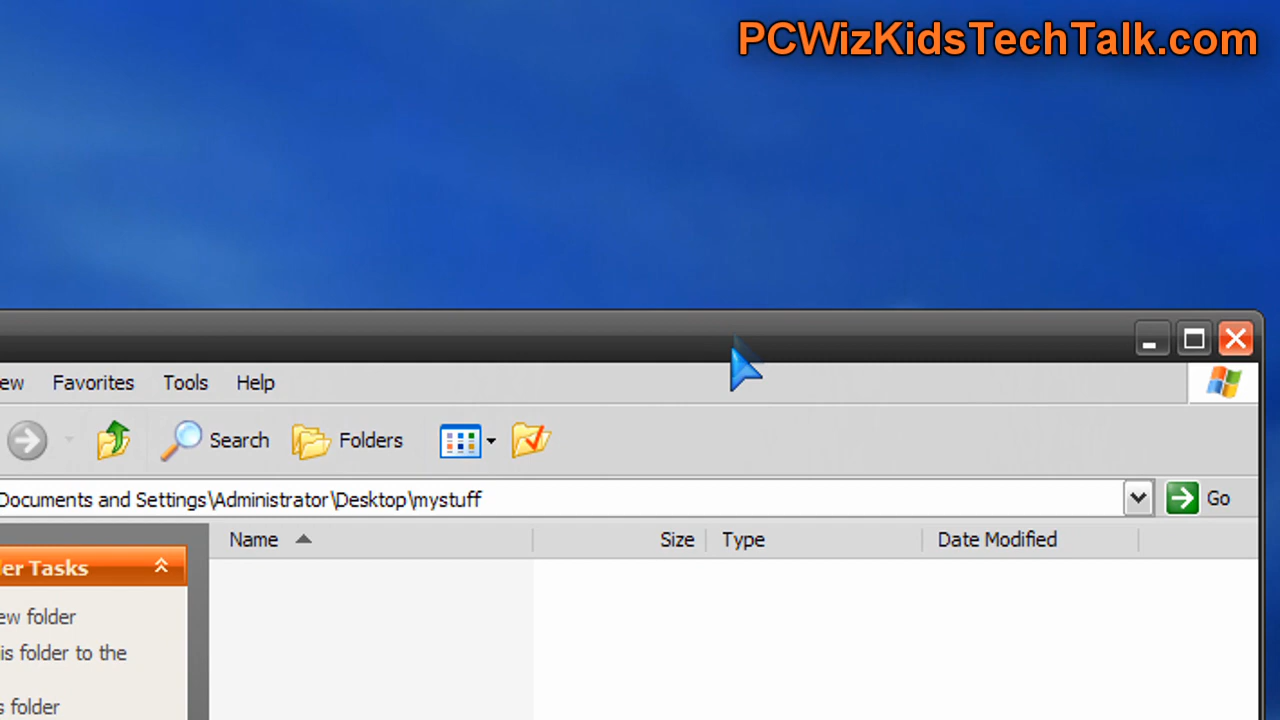 PCWizKidsTechTalk.com
ew Favorites Tools Help
Search Folders
Documents and Settings\Administrator\Desktop\mystuff Go
Name Size Type Date Modified
er Tasks
ew folder
is folder to the
s folder